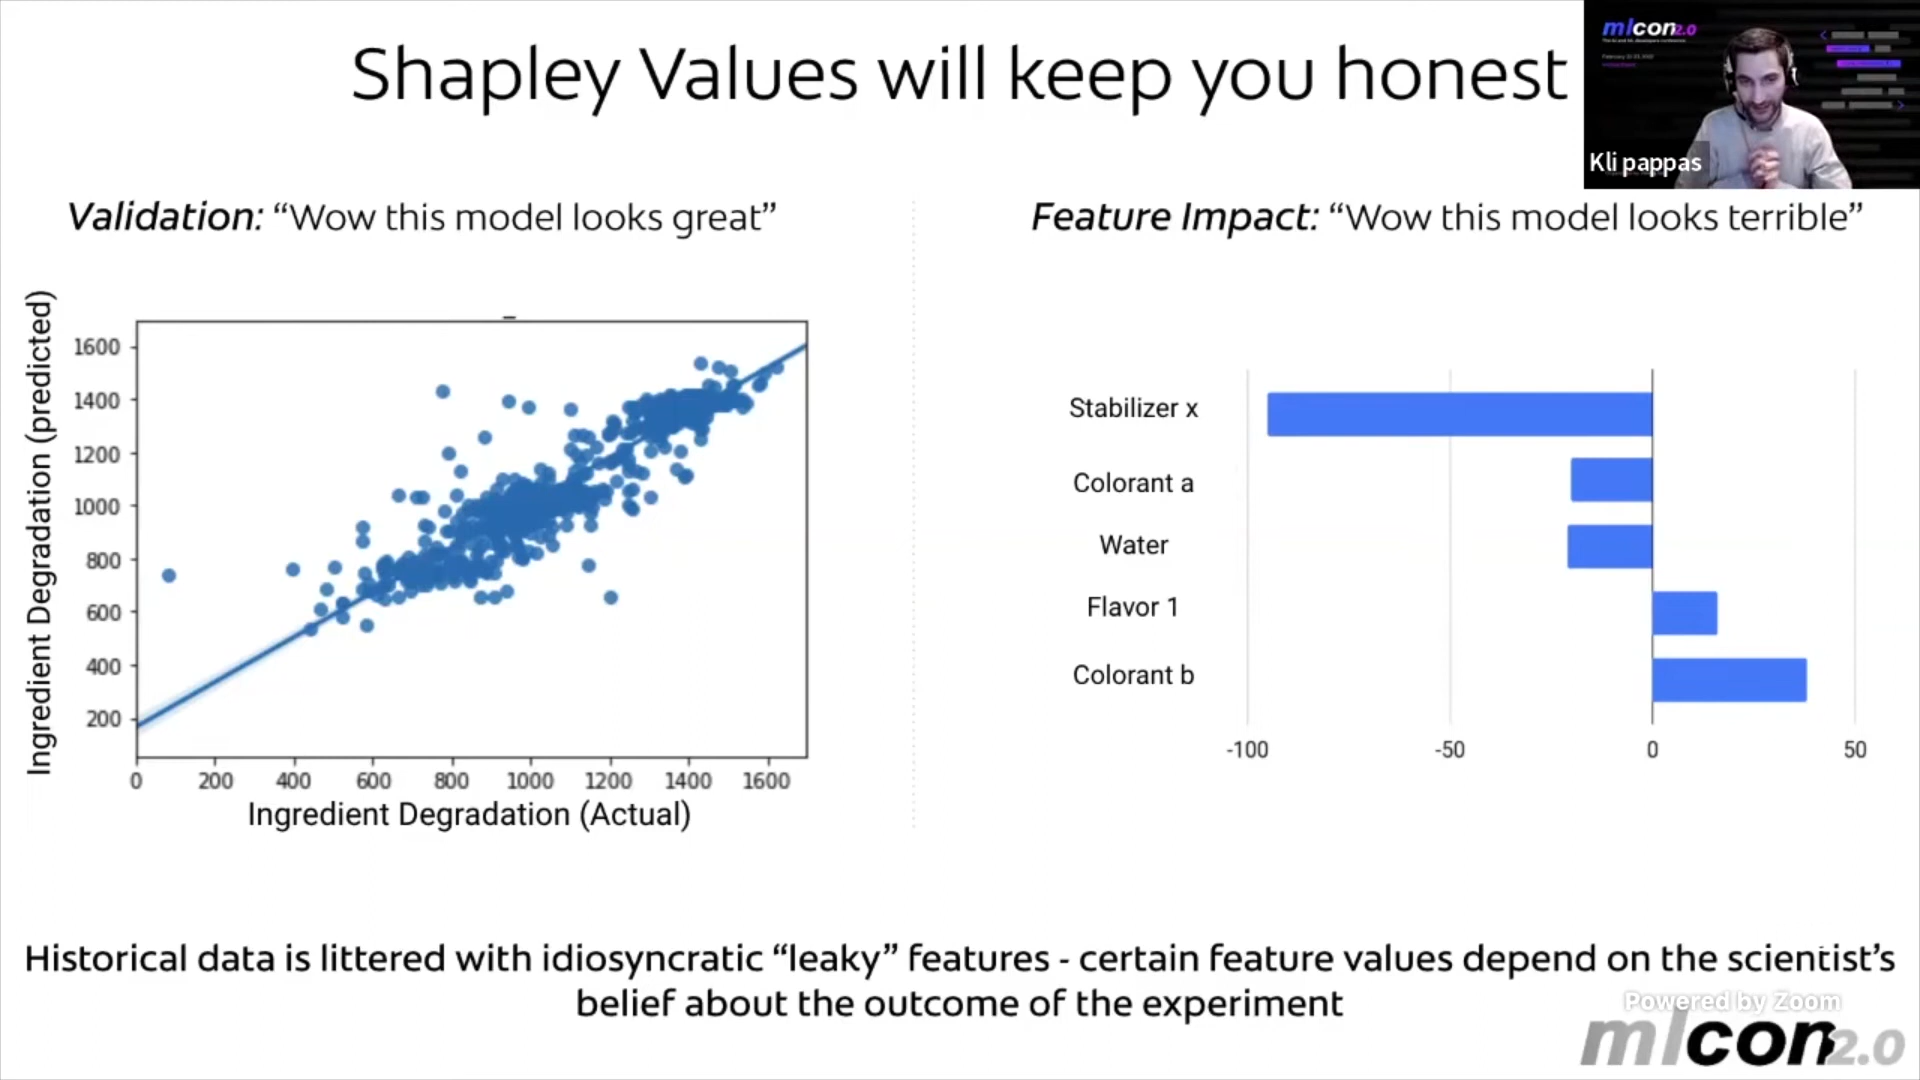 Shapley Values will keep you honest
mlcon2.0
Kli pappas
Validation: “Wow this model looks great”
Feature Impact: “Wow this model looks terrible”
Ingredient Degradation (predicted)
1600
1400
1200
1000
800
600
400
200
0 200 400 600 800 1000 1200 1400 1600
Ingredient Degradation (Actual)
Stabilizer x
Colorant a
Water
Flavor 1
Colorant b
-100 -50 0 50
Historical data is littered with idiosyncratic “leaky” features - certain feature values depend on the scientist’s
belief about the outcome of the experiment
Powered by Zoom
mlcon2.0